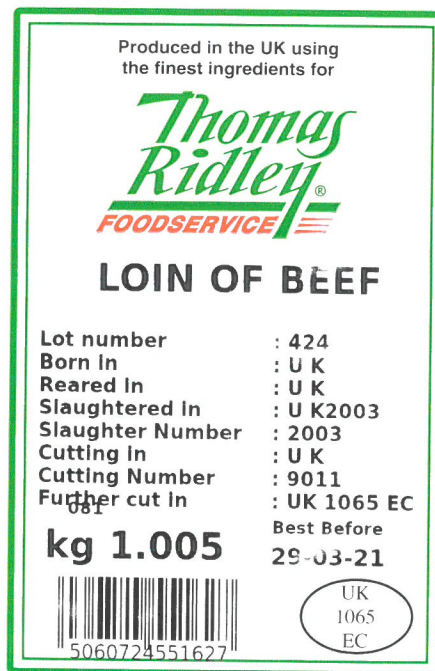 Produced in the UK using
the finest ingredients for
Thomas
Ridley®
FOODSERVICE
LOIN OF BEEF
Lot number : 424
Born In : U K
Reared In : U K
Slaughtered In : U K2003
Slaughter Number : 2003
Cutting In : U K
Cutting Number : 9011
Further cut In : UK 1065 EC
081
kg 1.005
Best Before
29-03-21
5060724551627
UK
1065
EC